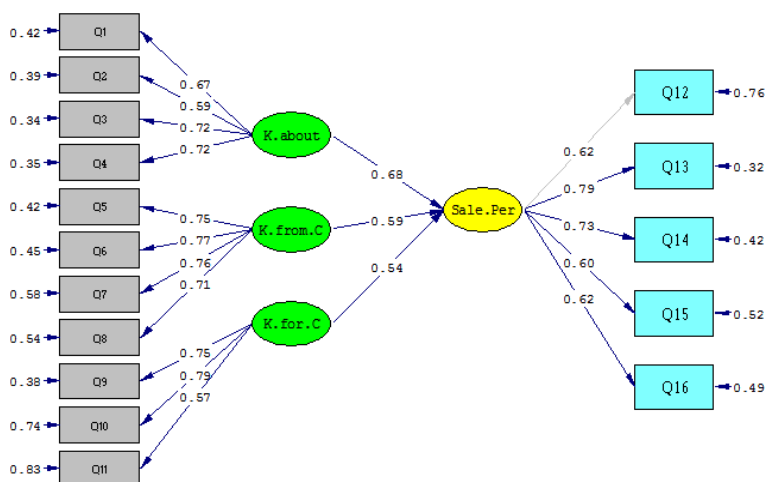 0.42 Q1
0.39 Q2
0.34 Q3
0.35 Q4
0.42 Q5
0.45 Q6
0.58 Q7
0.54 Q8
0.38 Q9
0.74 Q10
0.83 Q11
0.67
0.59
0.72
0.72
0.75
0.77
0.76
0.71
0.75
0.79
0.57
K.about
K.from.C
K.for.C
0.68
0.59
0.54
Sale.Per
0.62
0.79
0.73
0.60
0.62
Q12 0.76
Q13 0.32
Q14 0.42
Q15 0.52
Q16 0.49